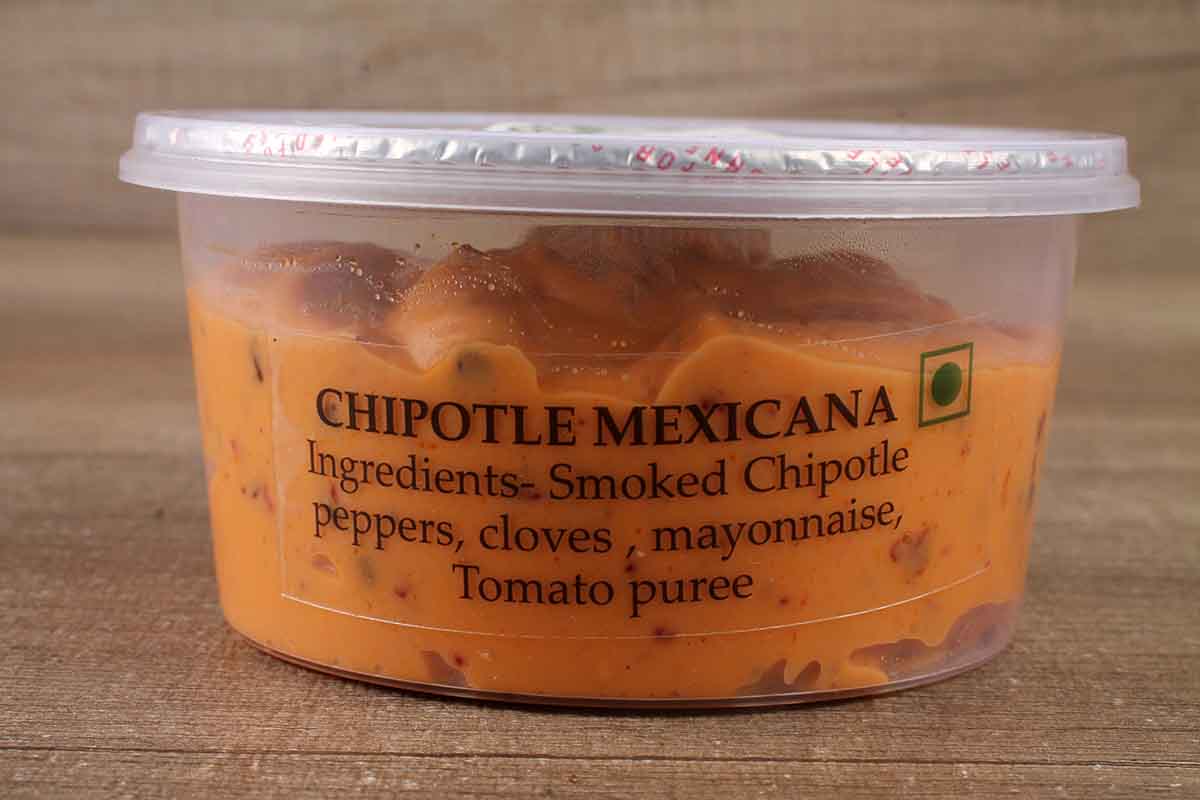 CHIPOTLE MEXICANA
Ingredients- Smoked Chipotle
peppers, cloves , mayonnaise,
Tomato puree